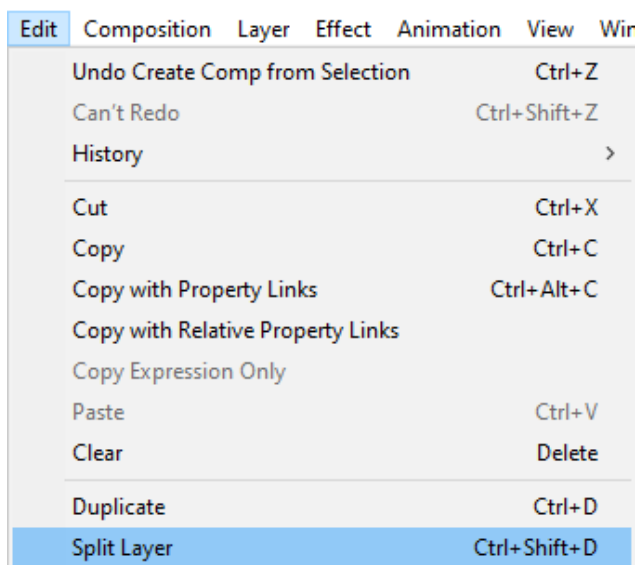 Edit Composition Layer Effect Animation View Win
Undo Create Comp from Selection Ctrl+Z
Can't Redo Ctrl+Shift+Z
History >
Cut Ctrl+X
Copy Ctrl+C
Copy with Property Links Ctrl+Alt+C
Copy with Relative Property Links
Copy Expression Only
Paste Ctrl+V
Clear Delete
Duplicate Ctrl+D
Split Layer Ctrl+Shift+D